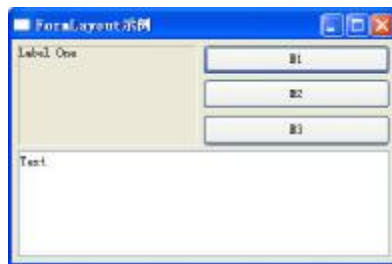 FormLayout示例
Label One
B1
B2
B3
Text